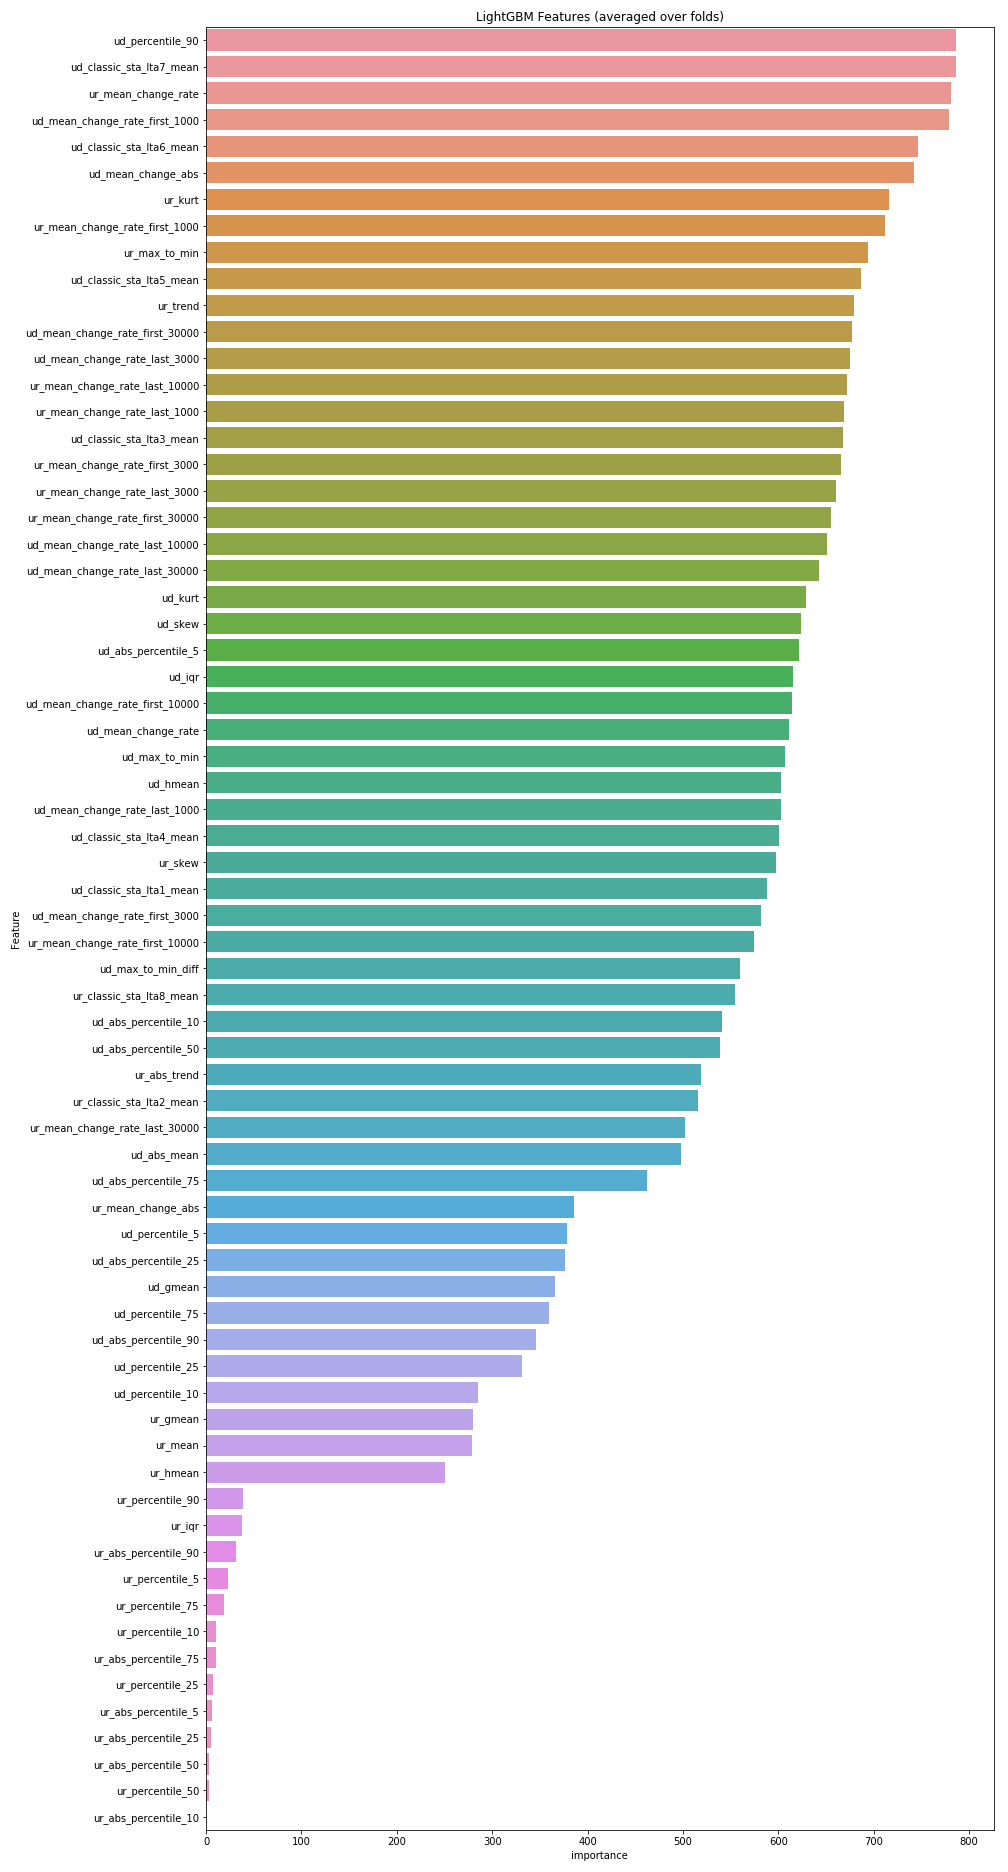 LightGBM Features (averaged over folds)
ud_percentile_90
ud_classic_sta_lta7_mean
ur_mean_change_rate
ud_mean_change_rate_first_1000
ud_classic_sta_lta6_mean
ud_mean_change_abs
ur_kurt
ur_mean_change_rate_first_1000
ur_max_to_min
ud_classic_sta_lta5_mean
ur_trend
ud_mean_change_rate_first_30000
ud_mean_change_rate_last_3000
ur_mean_change_rate_last_10000
ur_mean_change_rate_last_1000
ud_classic_sta_lta3_mean
ur_mean_change_rate_first_3000
ur_mean_change_rate_last_3000
ur_mean_change_rate_first_30000
ud_mean_change_rate_last_10000
ud_mean_change_rate_last_30000
ud_kurt
ud_skew
ud_abs_percentile_5
ud_iqr
ud_mean_change_rate_first_10000
ud_mean_change_rate
ud_max_to_min
ud_hmean
ud_mean_change_rate_last_1000
ud_classic_sta_lta4_mean
ur_skew
ud_classic_sta_lta1_mean
ud_mean_change_rate_first_3000
Feature
ur_mean_change_rate_first_10000
ud_max_to_min_diff
ur_classic_sta_lta8_mean
ud_abs_percentile_10
ud_abs_percentile_50
ur_abs_trend
ur_classic_sta_lta2_mean
ur_mean_change_rate_last_30000
ud_abs_mean
ud_abs_percentile_75
ur_mean_change_abs
ud_percentile_5
ud_abs_percentile_25
ud_gmean
ud_percentile_75
ud_abs_percentile_90
ud_percentile_25
ud_percentile_10
ur_gmean
ur_mean
ur_hmean
ur_percentile_90
ur_iqr
ur_abs_percentile_90
ur_percentile_5
ur_percentile_75
ur_percentile_10
ur_abs_percentile_75
ur_percentile_25
ur_abs_percentile_5
ur_abs_percentile_25
ur_abs_percentile_50
ur_percentile_50
ur_abs_percentile_10
0 100 200 300 400 500 600 700 800
importance